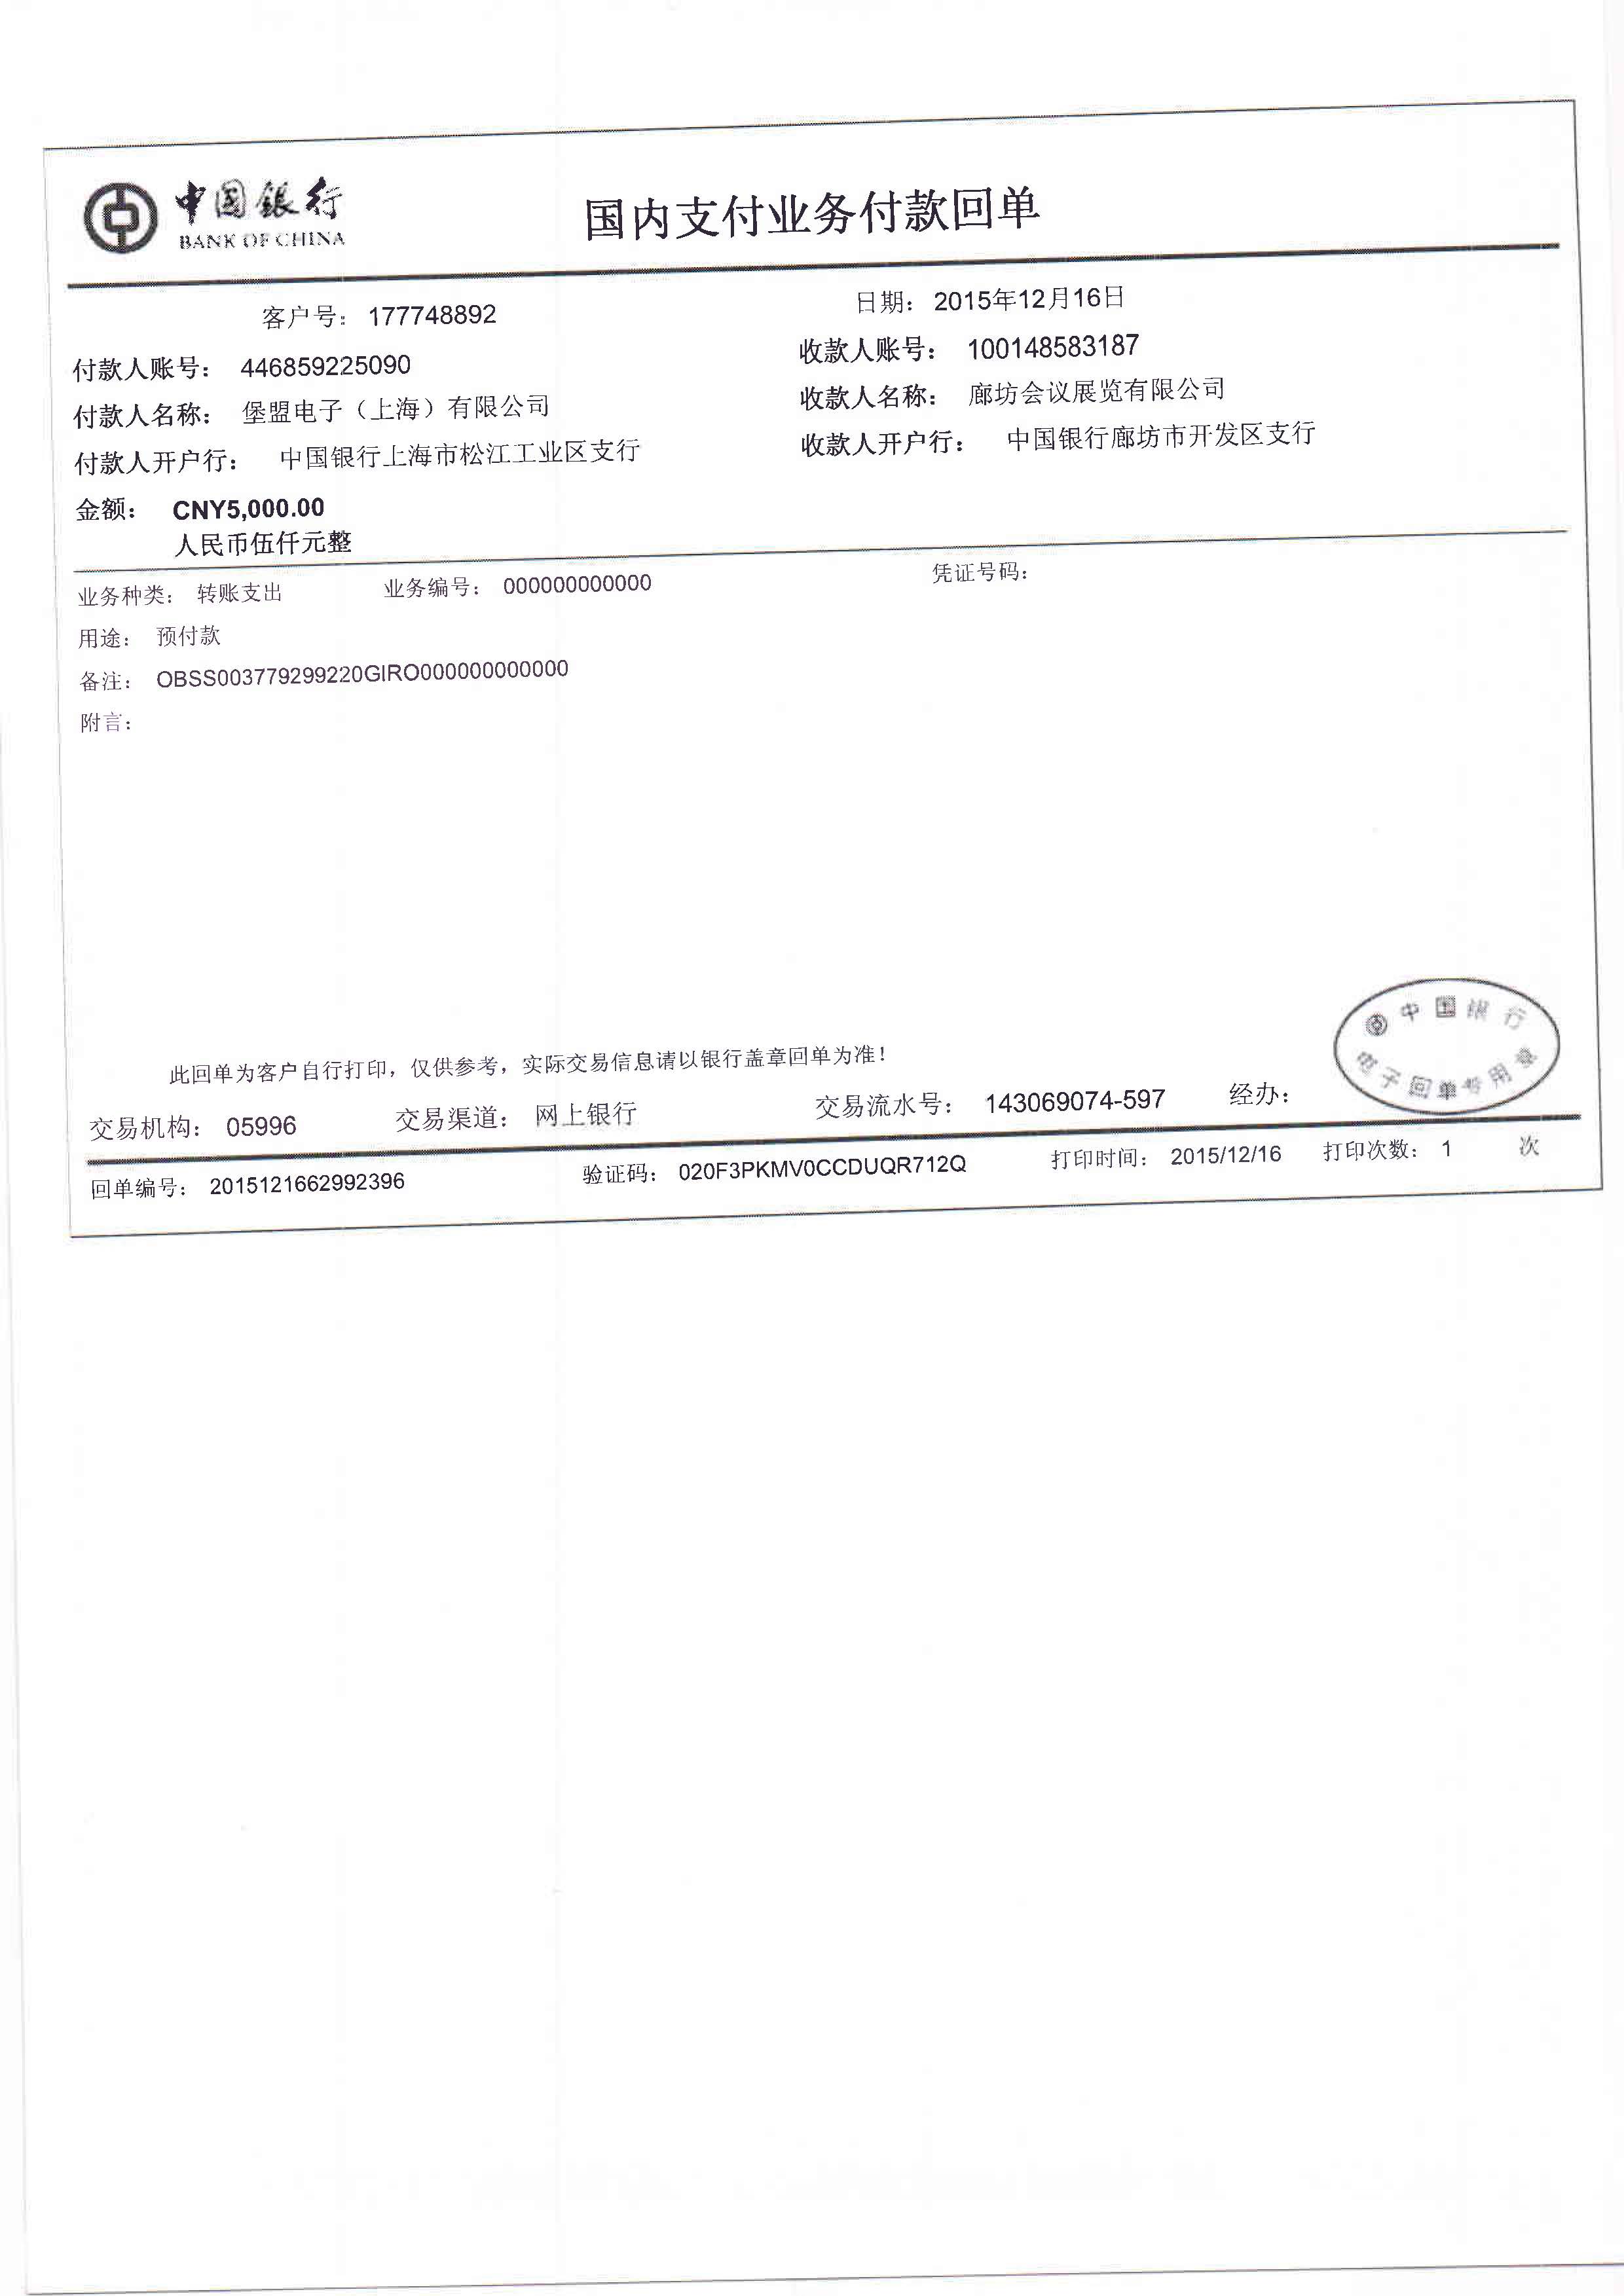 中国銀行
BANK OF CHINA
国内支付业务付款回单
客户号： 177748892 日期： 2015年12月16日
付款人账号： 446859225090 收款人账号： 100148583187
付款人名称： 堡盟电子（上海）有限公司 收款人名称： 廊坊会议展览有限公司
付款人开户行： 中国银行上海市松江工业区支行 收款人开户行： 中国银行廊坊市开发区支行
金额： CNY5,000.00
人民币伍仟元整
业务种类： 转账支出 业务编号： 000000000000 凭证号码：
用途： 预付款
备注： OBSS003779299220GIRO000000000000
附言：
中国银行
电子回单专用章
此回单为客户自行打印，仅供参考，实际交易信息请以银行盖章回单为准！
交易机构： 05996 交易渠道： 网上银行 交易流水号： 143069074-597 经办：
回单编号： 2015121662992396 验证码： 020F3PKMV0CCDUQR712Q 打印时间： 2015/12/16 打印次数： 1 次